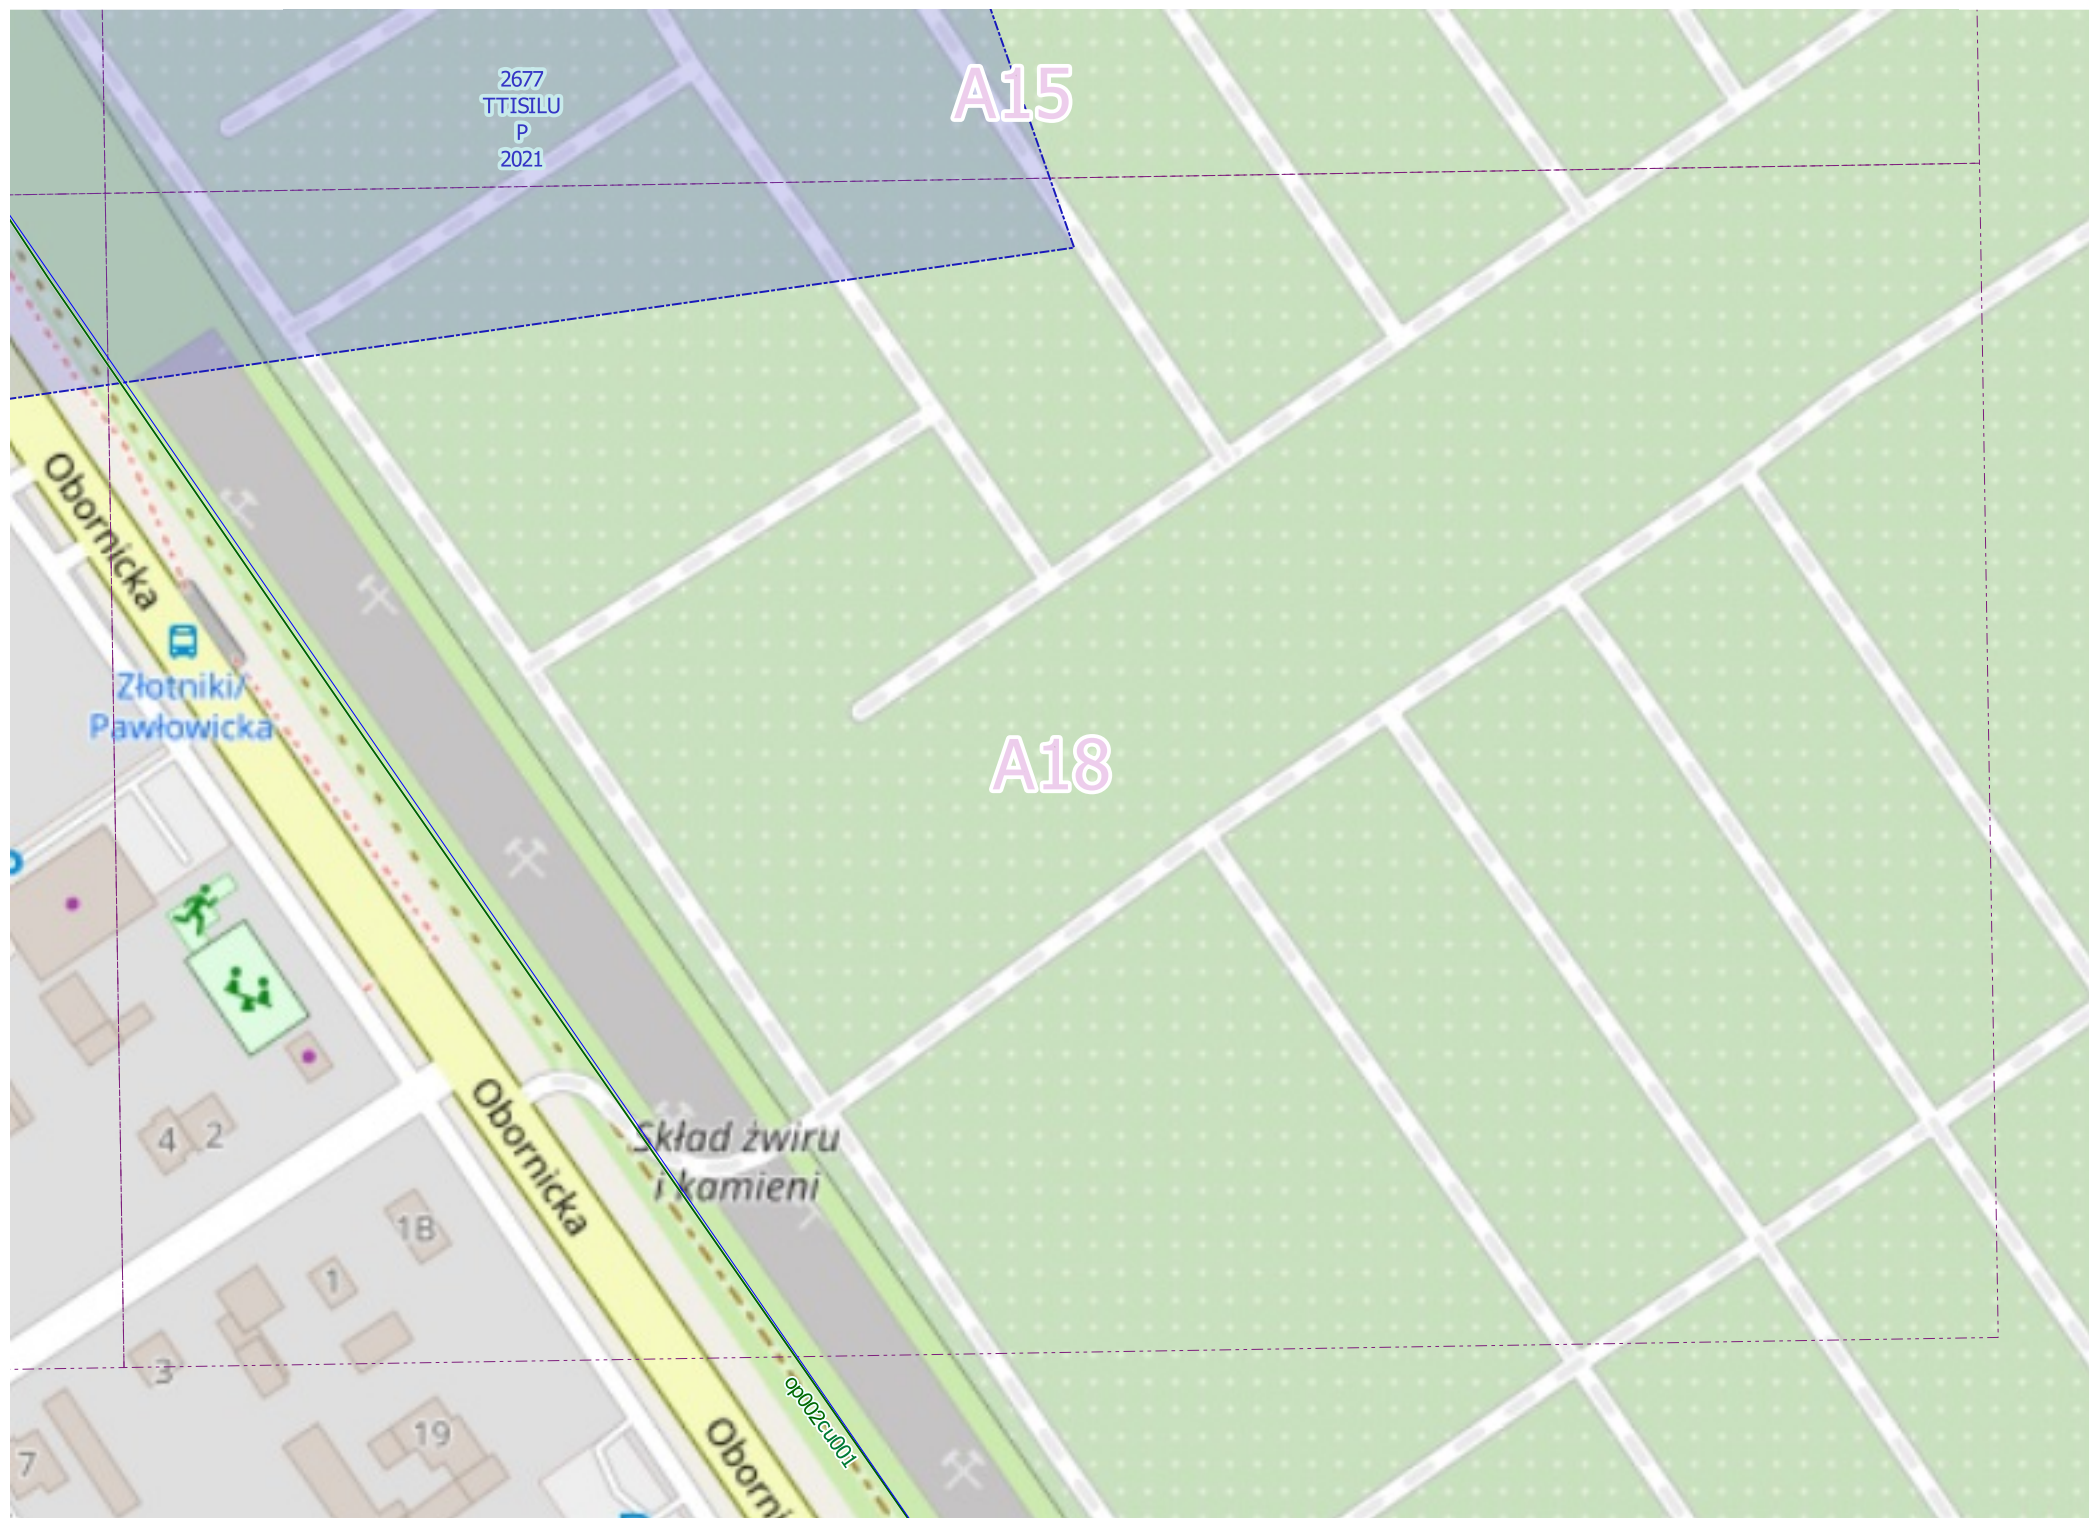 2677
TTISILU
P
2021
A15
Obornicka
Złotniki/
Pawłowicka
A18
4
2
Obornicka
Skład żwiru
i kamieni
1B
1
3
op002cu001
19
7
Oborni